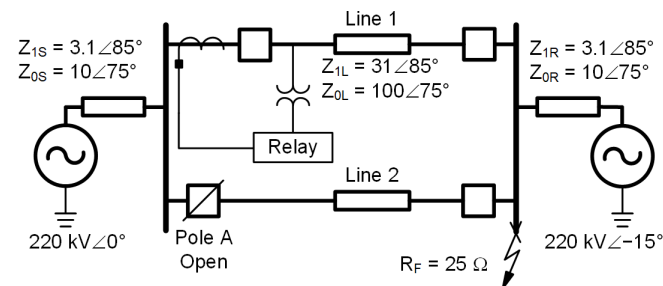 Line 1
Z1S = 3.1∠85°
Z0S = 10∠75°
Z1L = 31∠85°
Z0L = 100∠75°
Z1R = 3.1∠85°
Z0R = 10∠75°
Relay
Line 2
220 kV∠0°
Pole A
Open
RF = 25 Ω
220 kV∠−15°